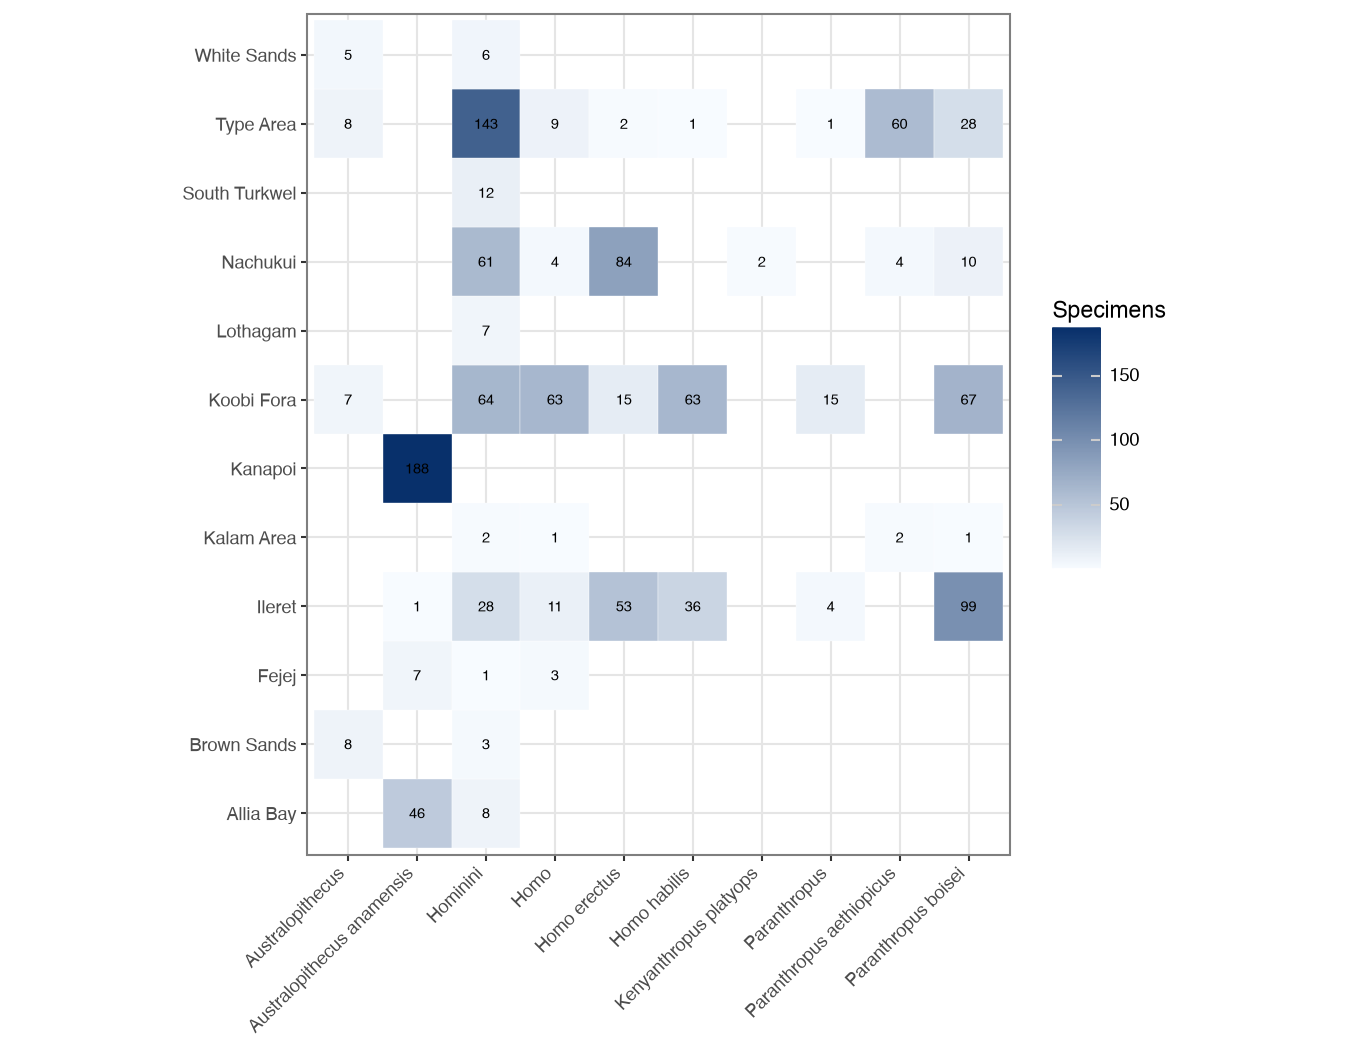 White Sands 5 6
Type Area 8 143 9 2 1 1 60 28
South Turkwel 12
Nachukui 61 4 84 2 4 10
Lothagam 7
Koobi Fora 7 64 63 15 63 15 67
Kanapoi 188
Kalam Area 2 1 2 1
Ileret 1 28 11 53 36 4 99
Fejej 7 1 3
Brown Sands 8 3
Allia Bay 46 8
Australopithecus
Australopithecus anamensis
Hominini
Homo
Homo erectus
Homo habilis
Kenyanthropus platyops
Paranthropus
Paranthropus aethiopicus
Paranthropus boisei
Specimens
150
100
50